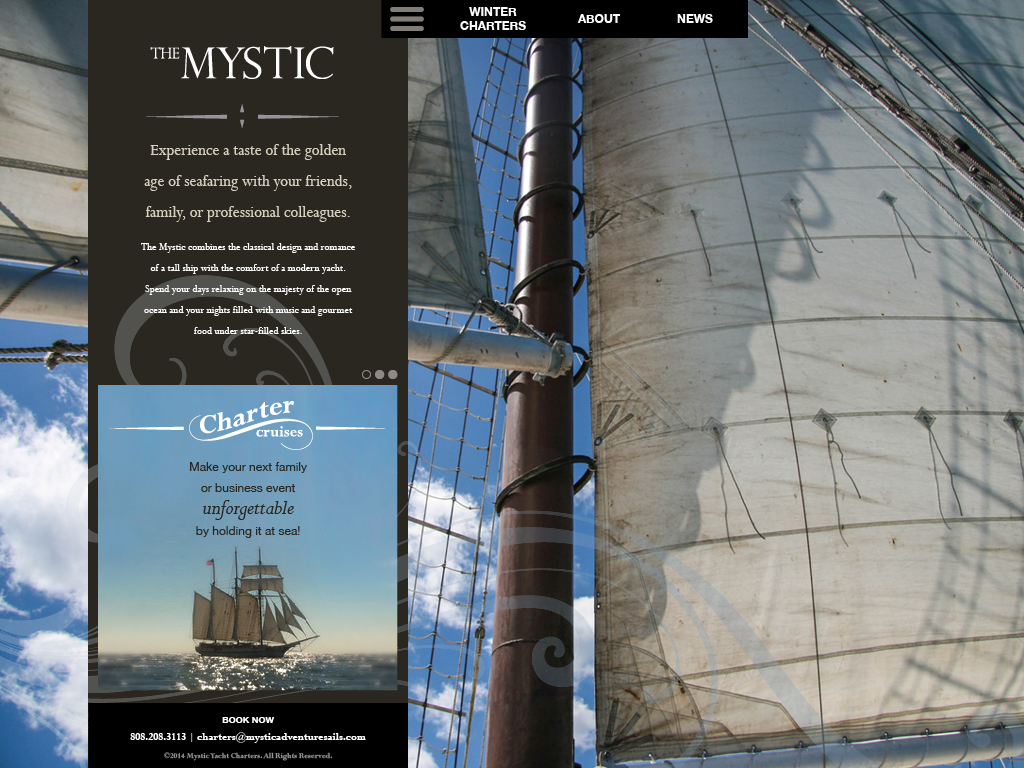 WINTER
CHARTERS
ABOUT
NEWS
THE MYSTIC
Experience a taste of the golden
age of seafaring with your friends,
family, or professional colleagues.
The Mystic combines the classical design and romance
of a tall ship with the comfort of a modern yacht.
Spend your days relaxing on the majesty of the open
ocean and your nights filled with music and gourmet
food under star-filled skies.
Charter
cruises
Make your next family
or business event
unforgettable
by holding it at sea!
BOOK NOW
808.208.3113 | charters@mysticadventuresails.com
©2014 Mystic Yacht Charters. All Rights Reserved.